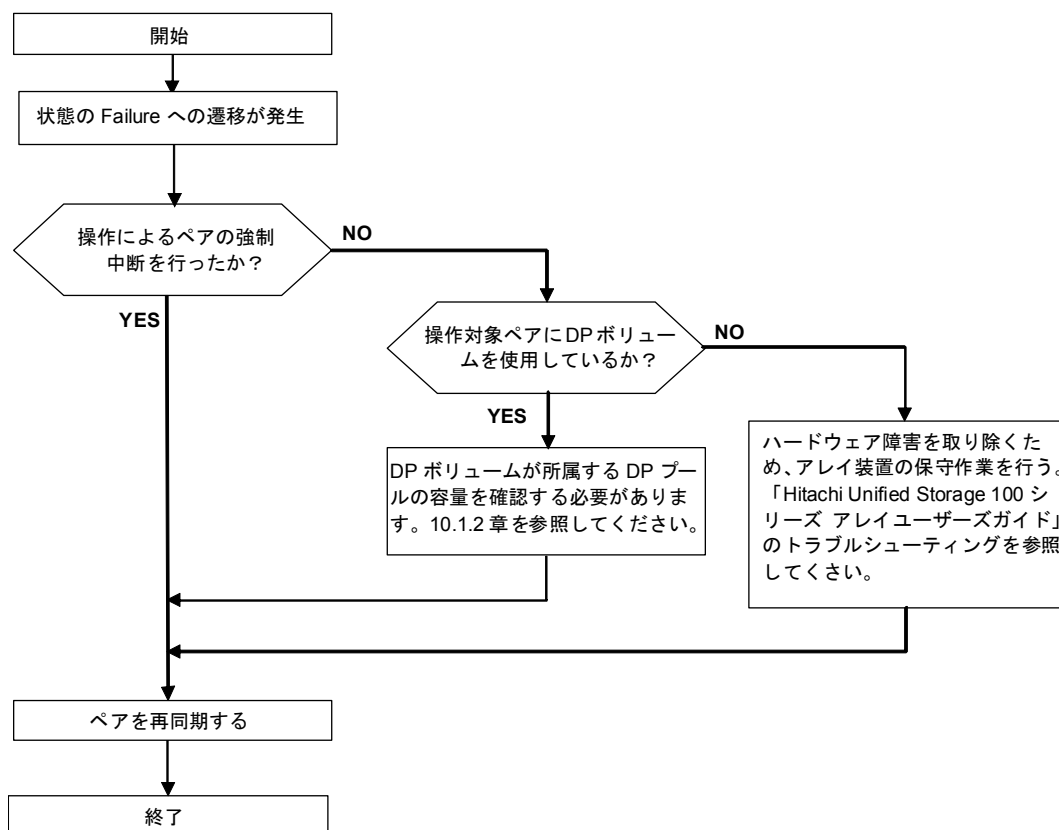 開始
状態の Failure への遷移が発生
操作によるペアの強制
中断を行ったか？
NO
YES
操作対象ペアに DP ボリュー
ムを使用しているか？
NO
YES
DP ボリュームが所属する DP プー
ルの容量を確認する必要がありま
す。10.1.2 章を参照してください。
ハードウェア障害を取り除くた
め、アレイ装置の保守作業を行う。
「Hitachi Unified Storage 100 シ
リーズ アレイユーザーズガイド」
のトラブルシューティングを参照
してくさい。
ペアを再同期する
終了